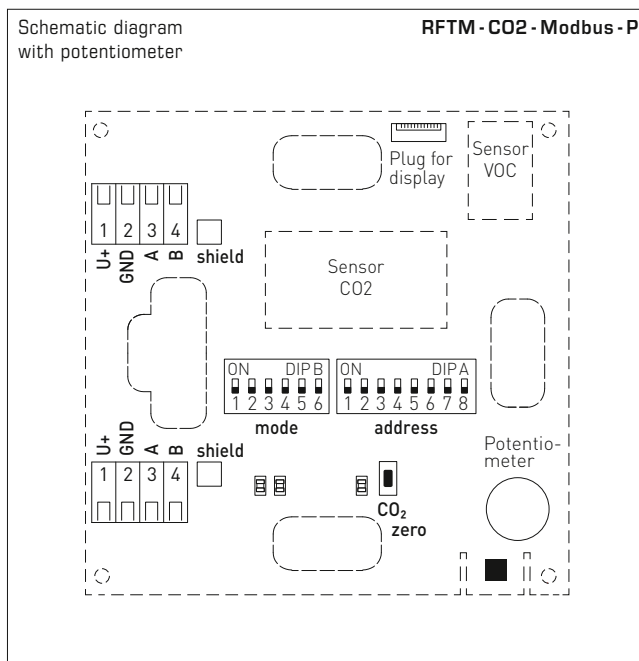 Schematic diagram
with potentiometer
RFTM - CO2 - Modbus - P
Plug for
display
Sensor
VOC
1 2 3 4
U+ GND A B shield
Sensor
CO2
ON DIP B
1 2 3 4 5 6
mode
ON DIP A
1 2 3 4 5 6 7 8
address
U+ GND A B shield
1 2 3 4
CO₂
zero
Potentio-
meter